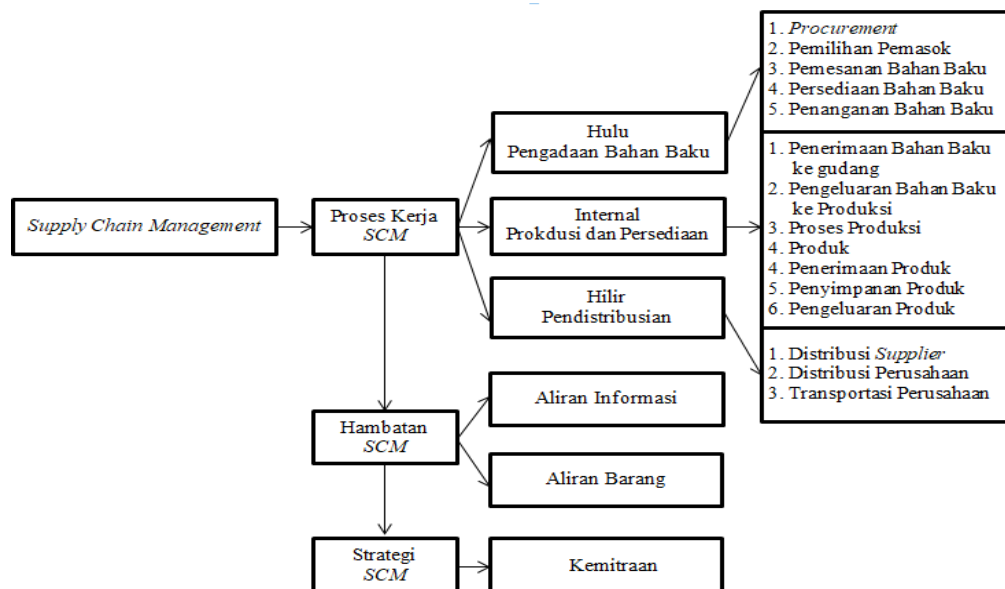 Supply Chain Management
Proses Kerja
SCM
Hulu
Pengadaan Bahan Baku
Internal
Prokdusi dan Persediaan
Hilir
Pendistribusian
1. Procurement
2. Pemilihan Pemasok
3. Pemesanan Bahan Baku
4. Persediaan Bahan Baku
5. Penanganan Bahan Baku
1. Penerimaan Bahan Baku
ke gudang
2. Pengeluaran Bahan Baku
ke Produksi
3. Proses Produksi
4. Produk
4. Penerimaan Produk
5. Penyimpanan Produk
6. Pengeluaran Produk
1. Distribusi Supplier
2. Distribusi Perusahaan
3. Transportasi Perusahaan
Hambatan
SCM
Aliran Informasi
Aliran Barang
Strategi
SCM
Kemitraan